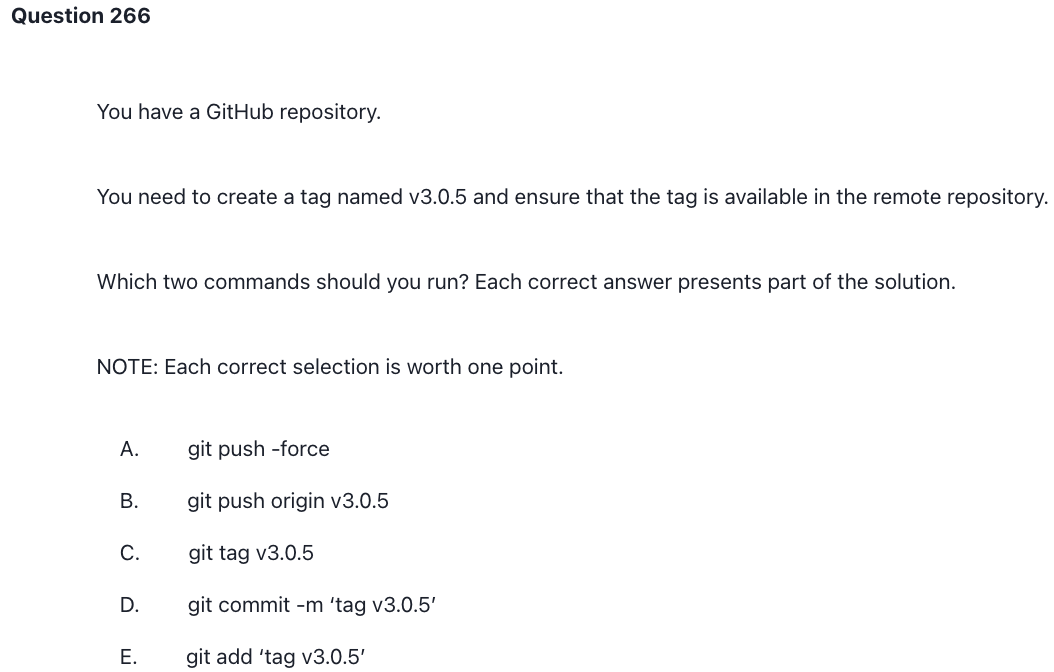 Question 266
You have a GitHub repository.
You need to create a tag named v3.0.5 and ensure that the tag is available in the remote repository.
Which two commands should you run? Each correct answer presents part of the solution.
NOTE: Each correct selection is worth one point.
A. git push -force
B. git push origin v3.0.5
C. git tag v3.0.5
D. git commit -m ‘tag v3.0.5’
E. git add ‘tag v3.0.5’